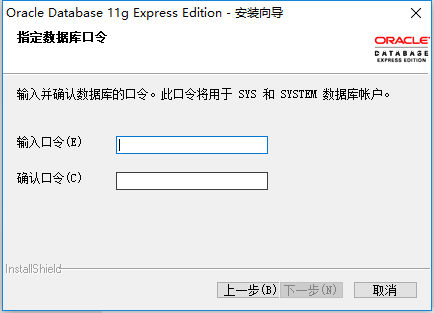 Oracle Database 11g Express Edition - 安装向导
指定数据库口令
ORACLE
DATABASE
EXPRESS EDITION
输入并确认数据库的口令。此口令将用于 SYS 和 SYSTEM 数据库帐户。
输入口令(E)
确认口令(C)
InstallShield
上一步(B) 下一步(N) 取消